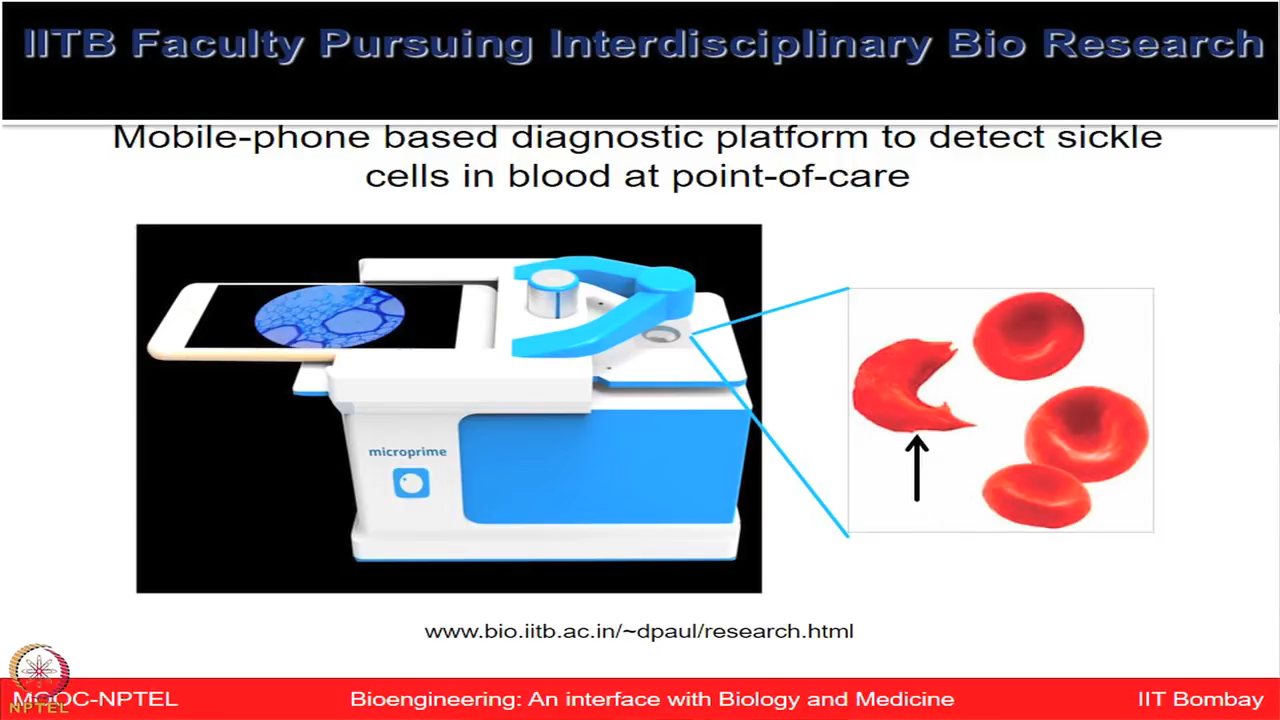 IITB Faculty Pursuing Interdisciplinary Bio Research
Mobile-phone based diagnostic platform to detect sickle
cells in blood at point-of-care
microprime
www.bio.iitb.ac.in/~dpaul/research.html
MOOC-NPTEL
NPTEL
Bioengineering: An interface with Biology and Medicine
IIT Bombay